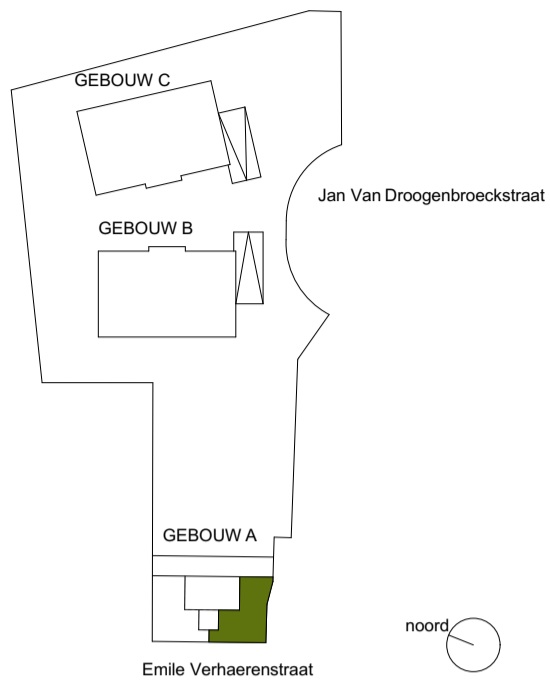 GEBOUW C
Jan Van Droogenbroeckstraat
GEBOUW B
GEBOUW A
noord
Emile Verhaerenstraat